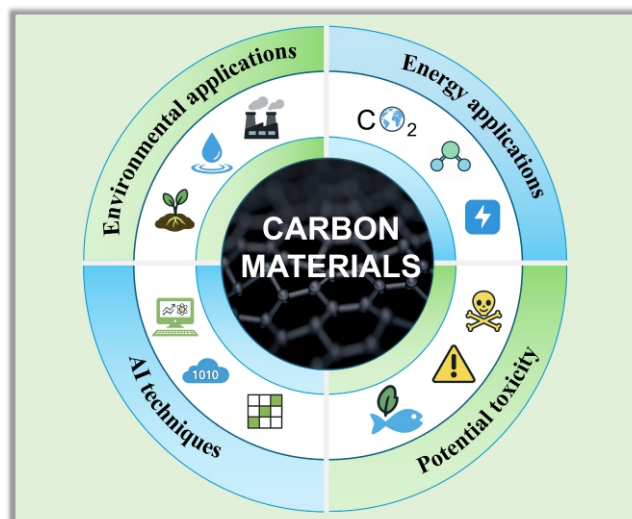 Environmental applications
Energy applications
CO₂
CARBON
MATERIALS
1010
AI techniques
Potential toxicity